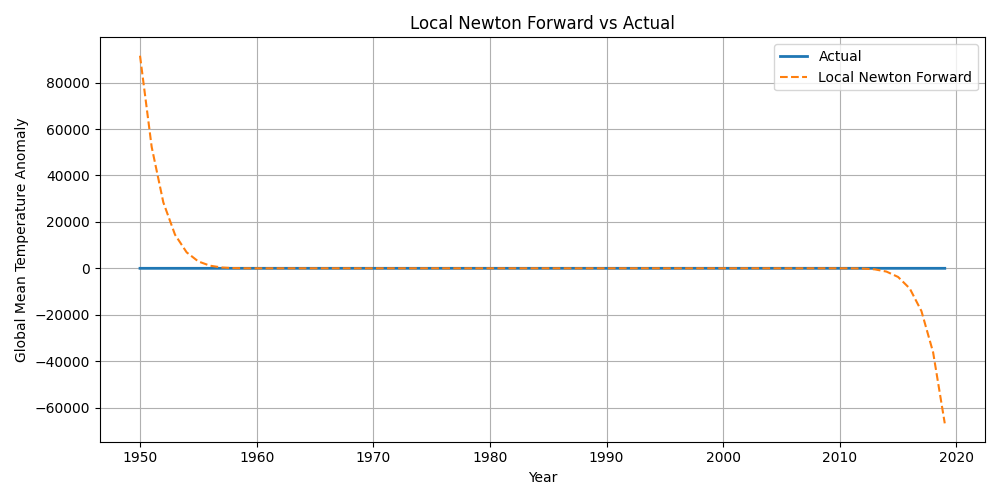 Local Newton Forward vs Actual
Actual
Local Newton Forward
80000
60000
40000
20000
0
−20000
−40000
−60000
Global Mean Temperature Anomaly
1950 1960 1970 1980 1990 2000 2010 2020
Year